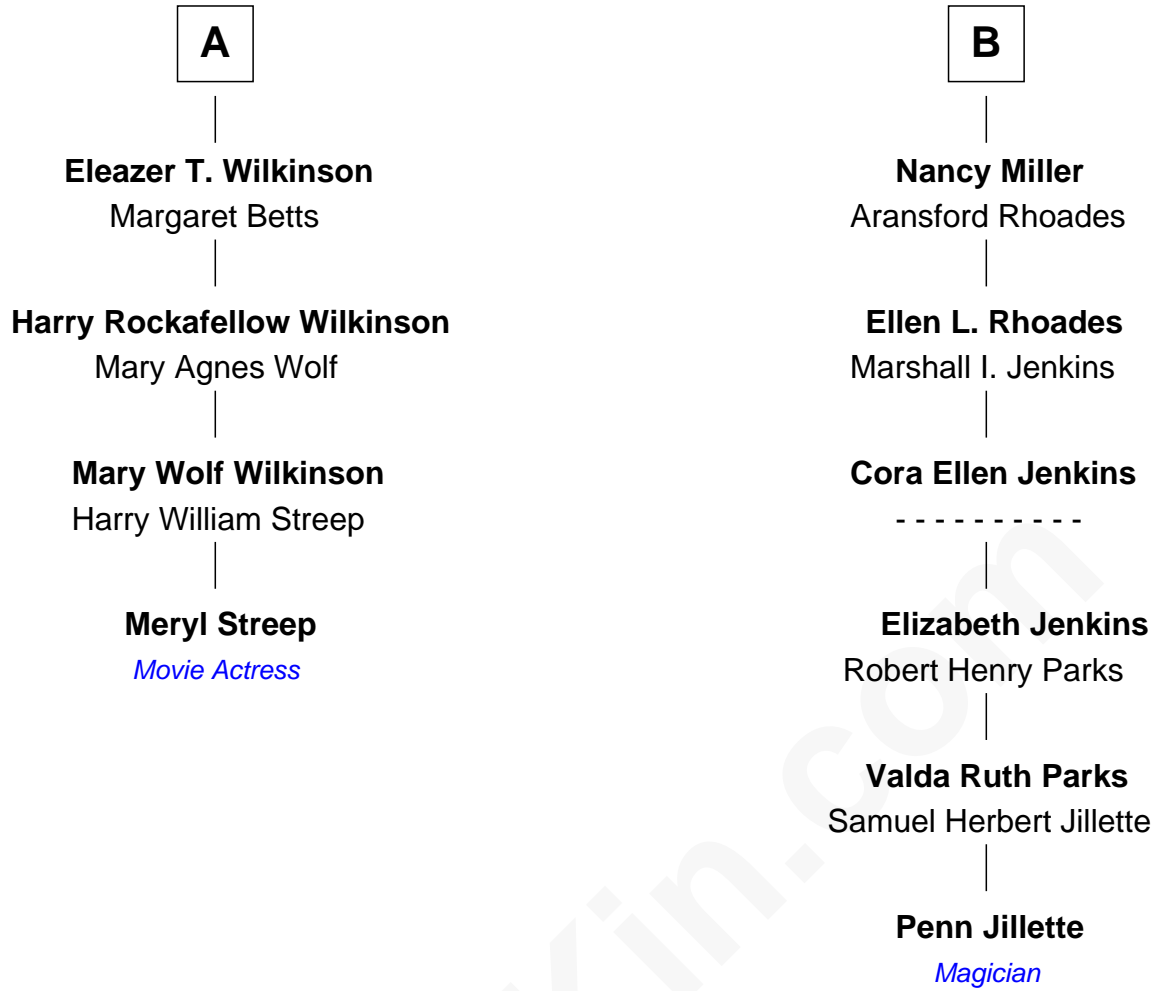 A
Eleazer T. Wilkinson
Margaret Betts
Harry Rockafellow Wilkinson
Mary Agnes Wolf
Mary Wolf Wilkinson
Harry William Streep
Meryl Streep
Movie Actress
B
Nancy Miller
Aransford Rhoades
Ellen L. Rhoades
Marshall I. Jenkins
Cora Ellen Jenkins
- - - - - - - - - -
Elizabeth Jenkins
Robert Henry Parks
Valda Ruth Parks
Samuel Herbert Jillette
Penn Jillette
Magician
kin.com